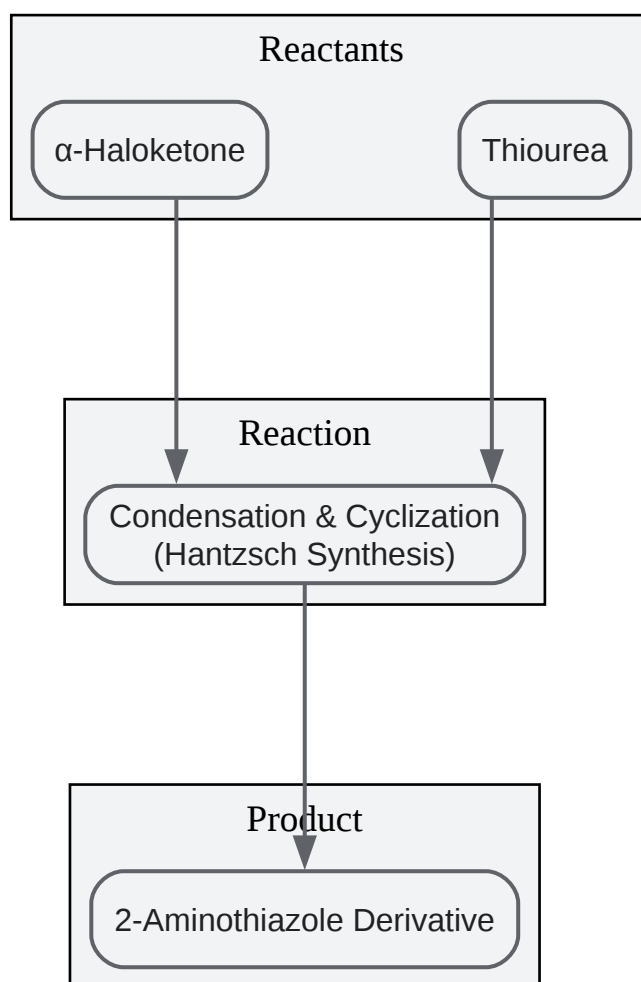 Reactants
α-Haloketone
Thiourea
Reaction
Condensation & Cyclization
(Hantzsch Synthesis)
Product
2-Aminothiazole Derivative